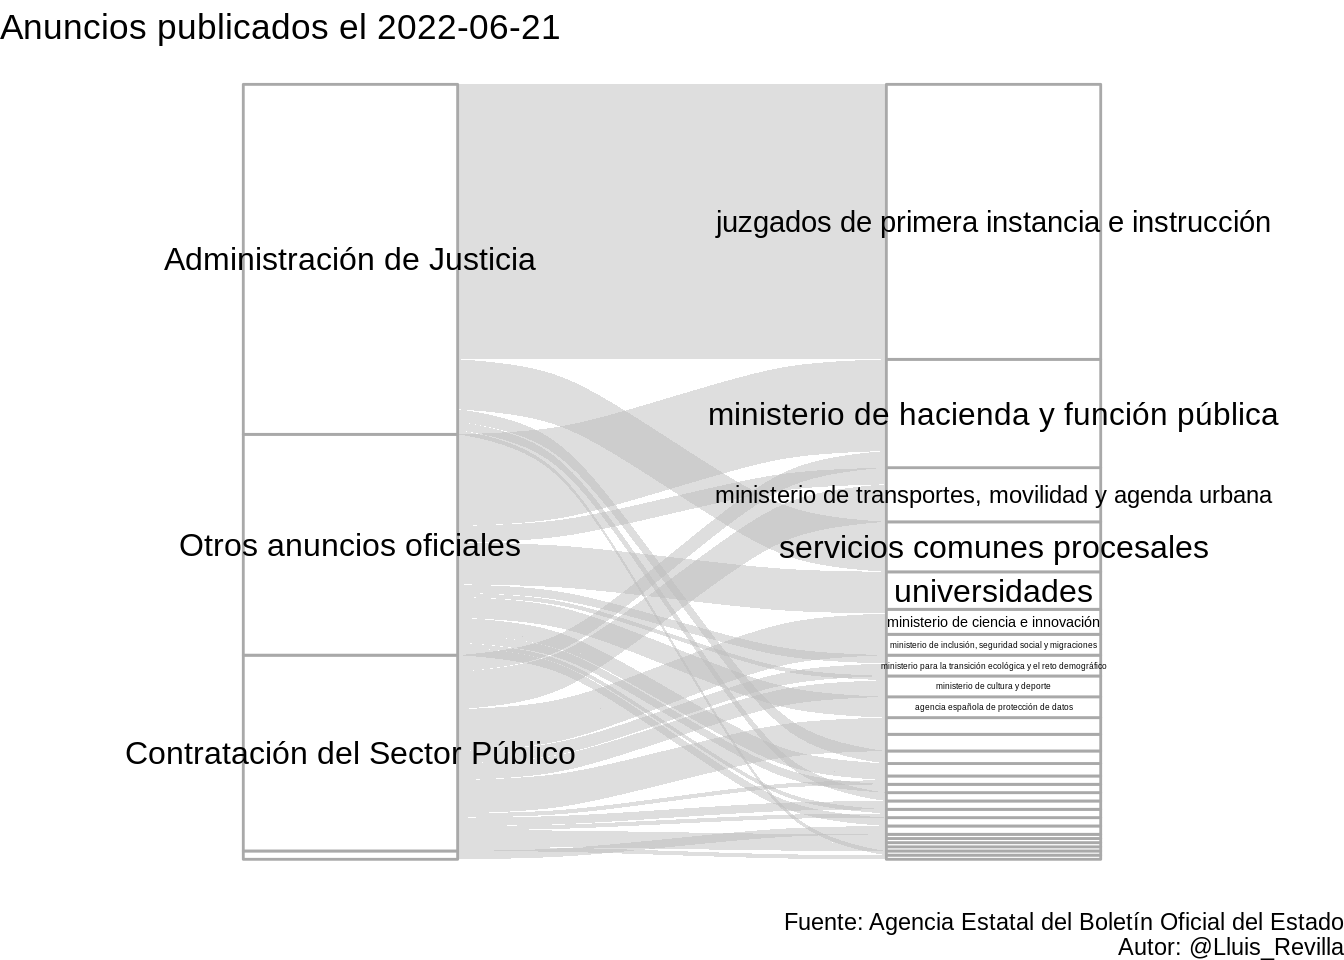 Anuncios publicados el 2022-06-21
Administración de Justicia
Otros anuncios oficiales
Contratación del Sector Público
juzgados de primera instancia e instrucción
ministerio de hacienda y función pública
ministerio de transportes, movilidad y agenda urbana
servicios comunes procesales
universidades
ministerio de ciencia e innovación
ministerio de inclusión, seguridad social y migraciones
ministerio para la transición ecológica y el reto demográfico
ministerio de cultura y deporte
agencia española de protección de datos
Fuente: Agencia Estatal del Boletín Oficial del Estado
Autor: @Lluis_Revilla